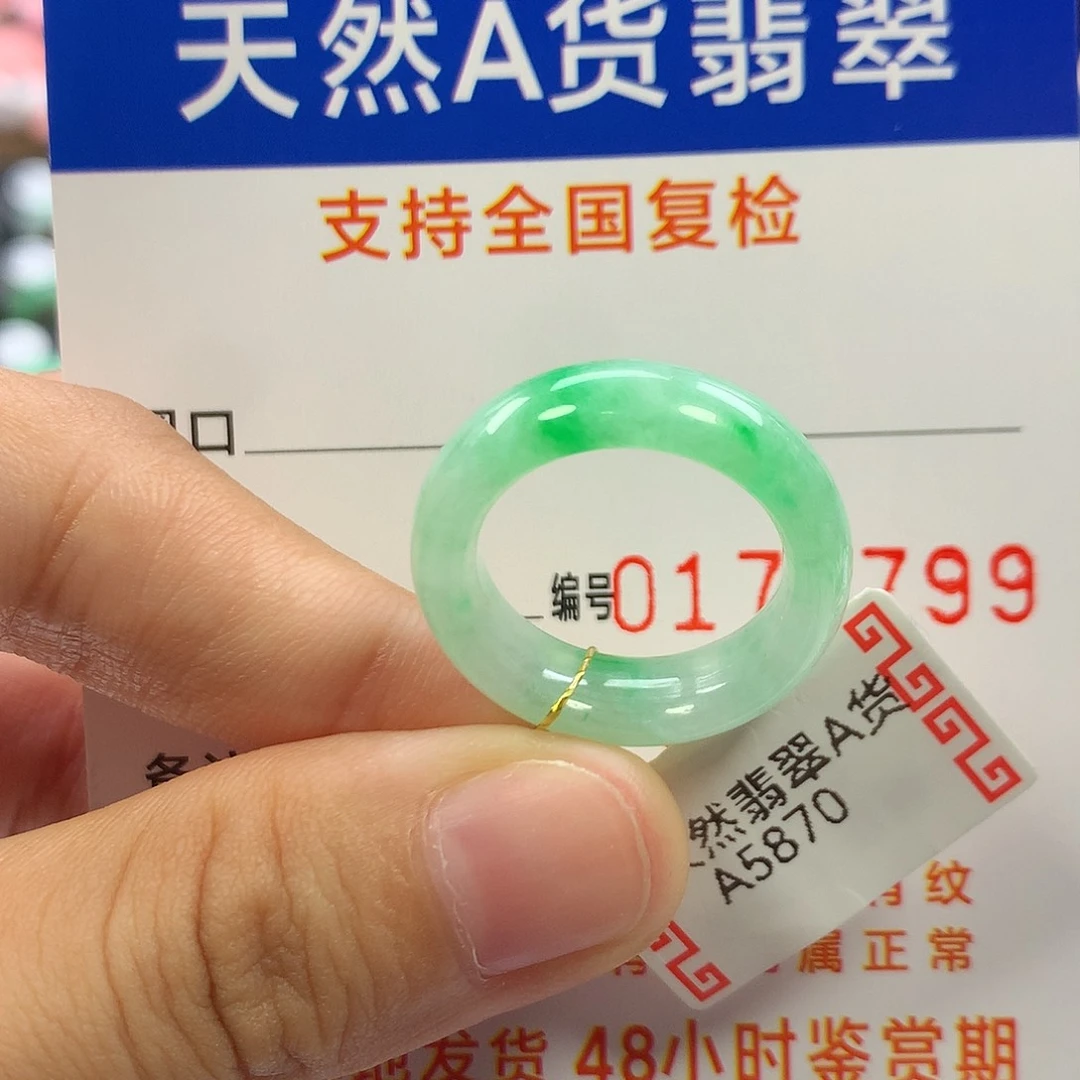 天然A货翡翠
支持全国复检
口
编号017 799
然翡翠A货
A5870
纹
属正常
发货 48小时鉴赏期